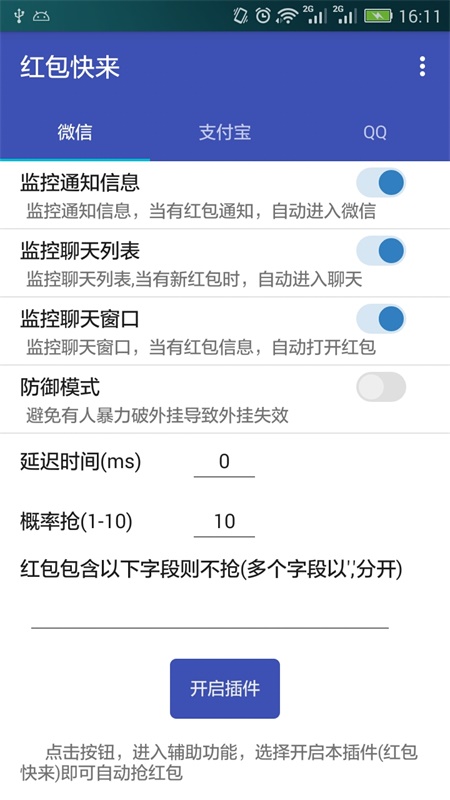 2G 2G 16:11
红包快来
微信 支付宝 QQ
监控通知信息
监控通知信息，当有红包通知，自动进入微信
监控聊天列表
监控聊天列表,当有新红包时，自动进入聊天
监控聊天窗口
监控聊天窗口，当有红包信息，自动打开红包
防御模式
避免有人暴力破外挂导致外挂失效
延迟时间(ms) 0
概率抢(1-10) 10
红包包含以下字段则不抢(多个字段以','分开)
开启插件
点击按钮，进入辅助功能，选择开启本插件(红包
快来)即可自动抢红包